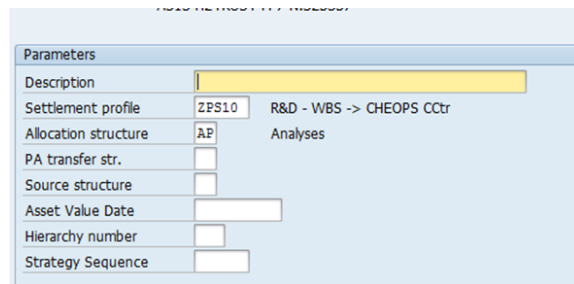 Parameters
Description
Settlement profile ZPS10 R&D - WBS -> CHEOPS CCtr
Allocation structure AP Analyses
PA transfer str.
Source structure
Asset Value Date
Hierarchy number
Strategy Sequence